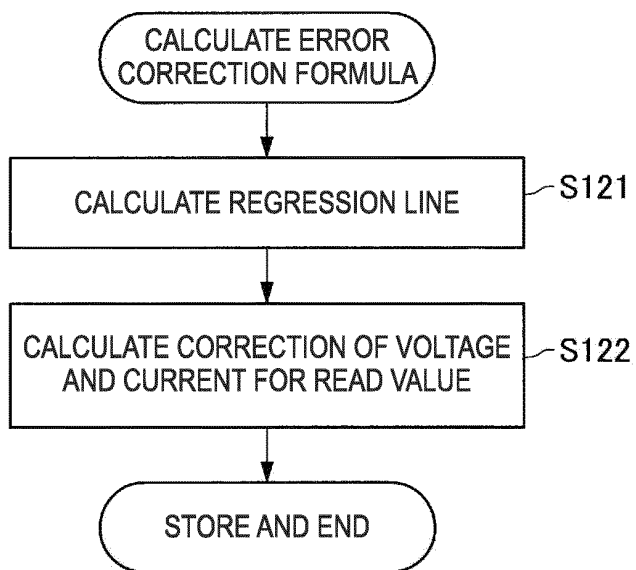 CALCULATE ERROR
CORRECTION FORMULA
CALCULATE REGRESSION LINE
S121
CALCULATE CORRECTION OF VOLTAGE
AND CURRENT FOR READ VALUE
S122
STORE AND END